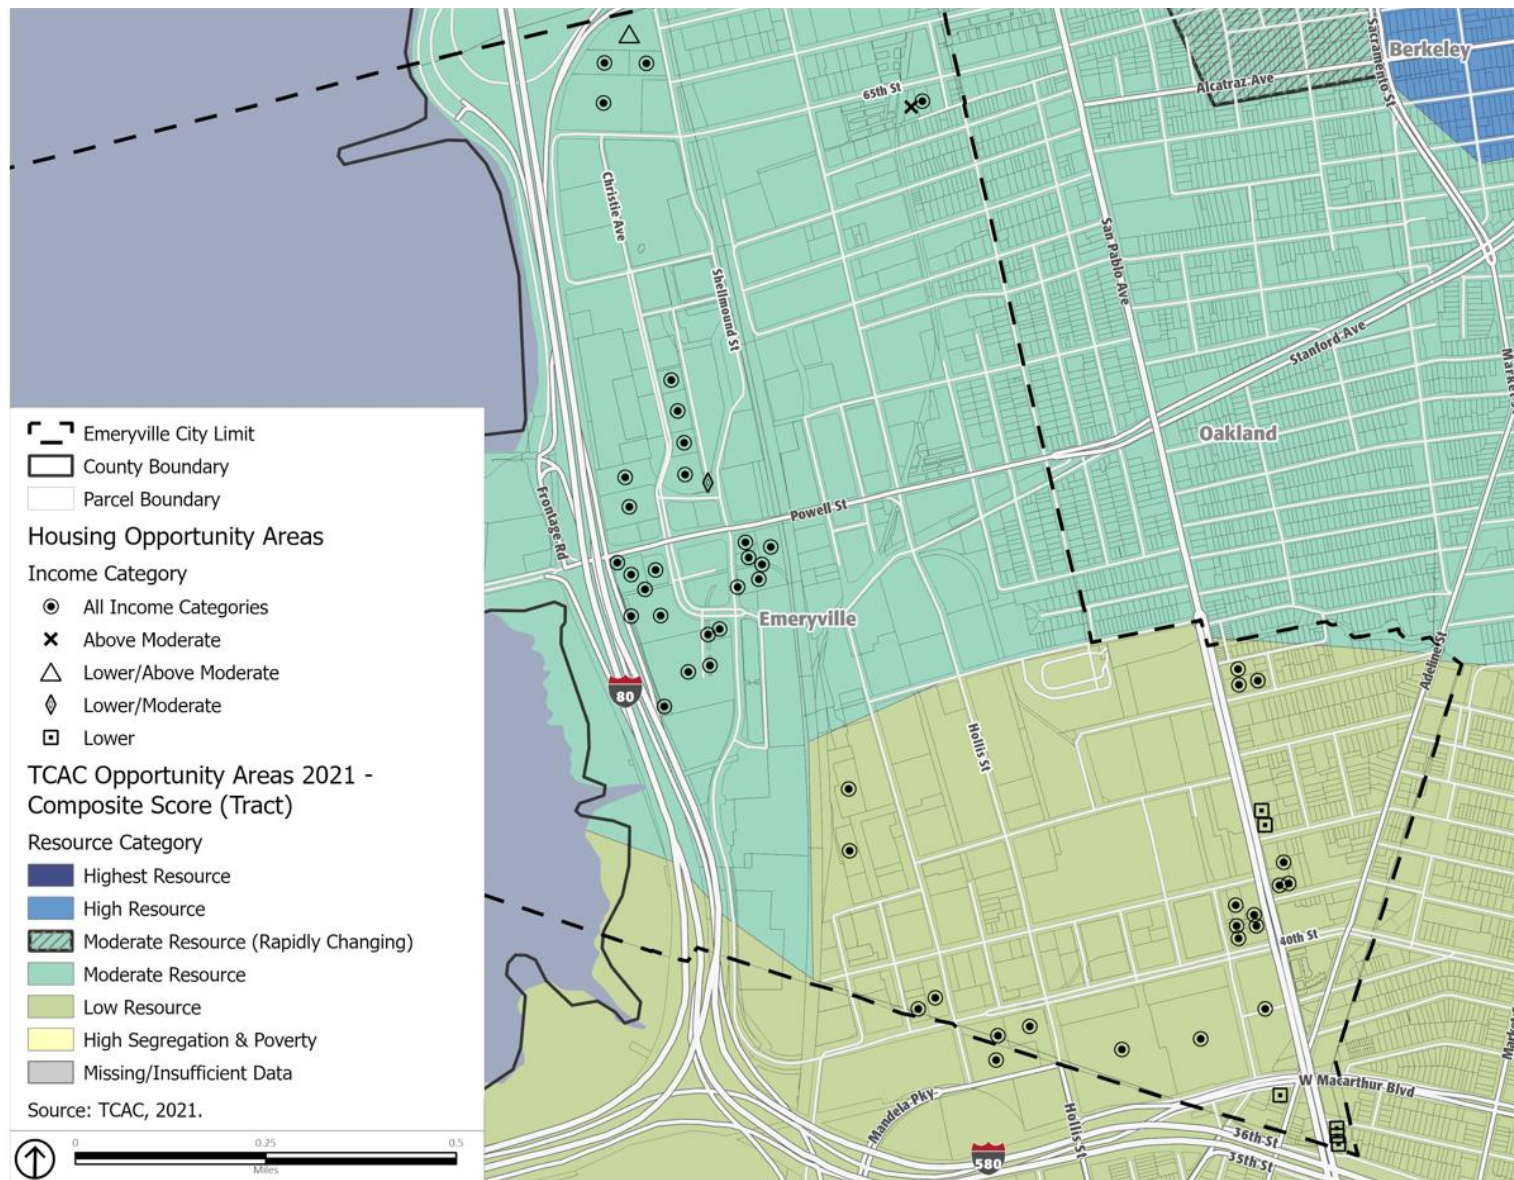 Sacramento St
Berkeley
Alcatraz Ave
65th St
Christie Ave
Shellmound St
San Pablo Ave
Stanford Ave
Oakland
Frontage Rd
Powell St
Emeryville
80
Adeline St
Hollis St
40th St
W Macarthur Blvd
Mandela Pky
Hollis St
36th St
35th St
580
Emeryville City Limit
County Boundary
Parcel Boundary
Housing Opportunity Areas
Income Category
All Income Categories
Above Moderate
Lower/Above Moderate
Lower/Moderate
Lower
TCAC Opportunity Areas 2021 -
Composite Score (Tract)
Resource Category
Highest Resource
High Resource
Moderate Resource (Rapidly Changing)
Moderate Resource
Low Resource
High Segregation & Poverty
Missing/Insufficient Data
Source: TCAC, 2021.
0 0.25 0.5
Miles